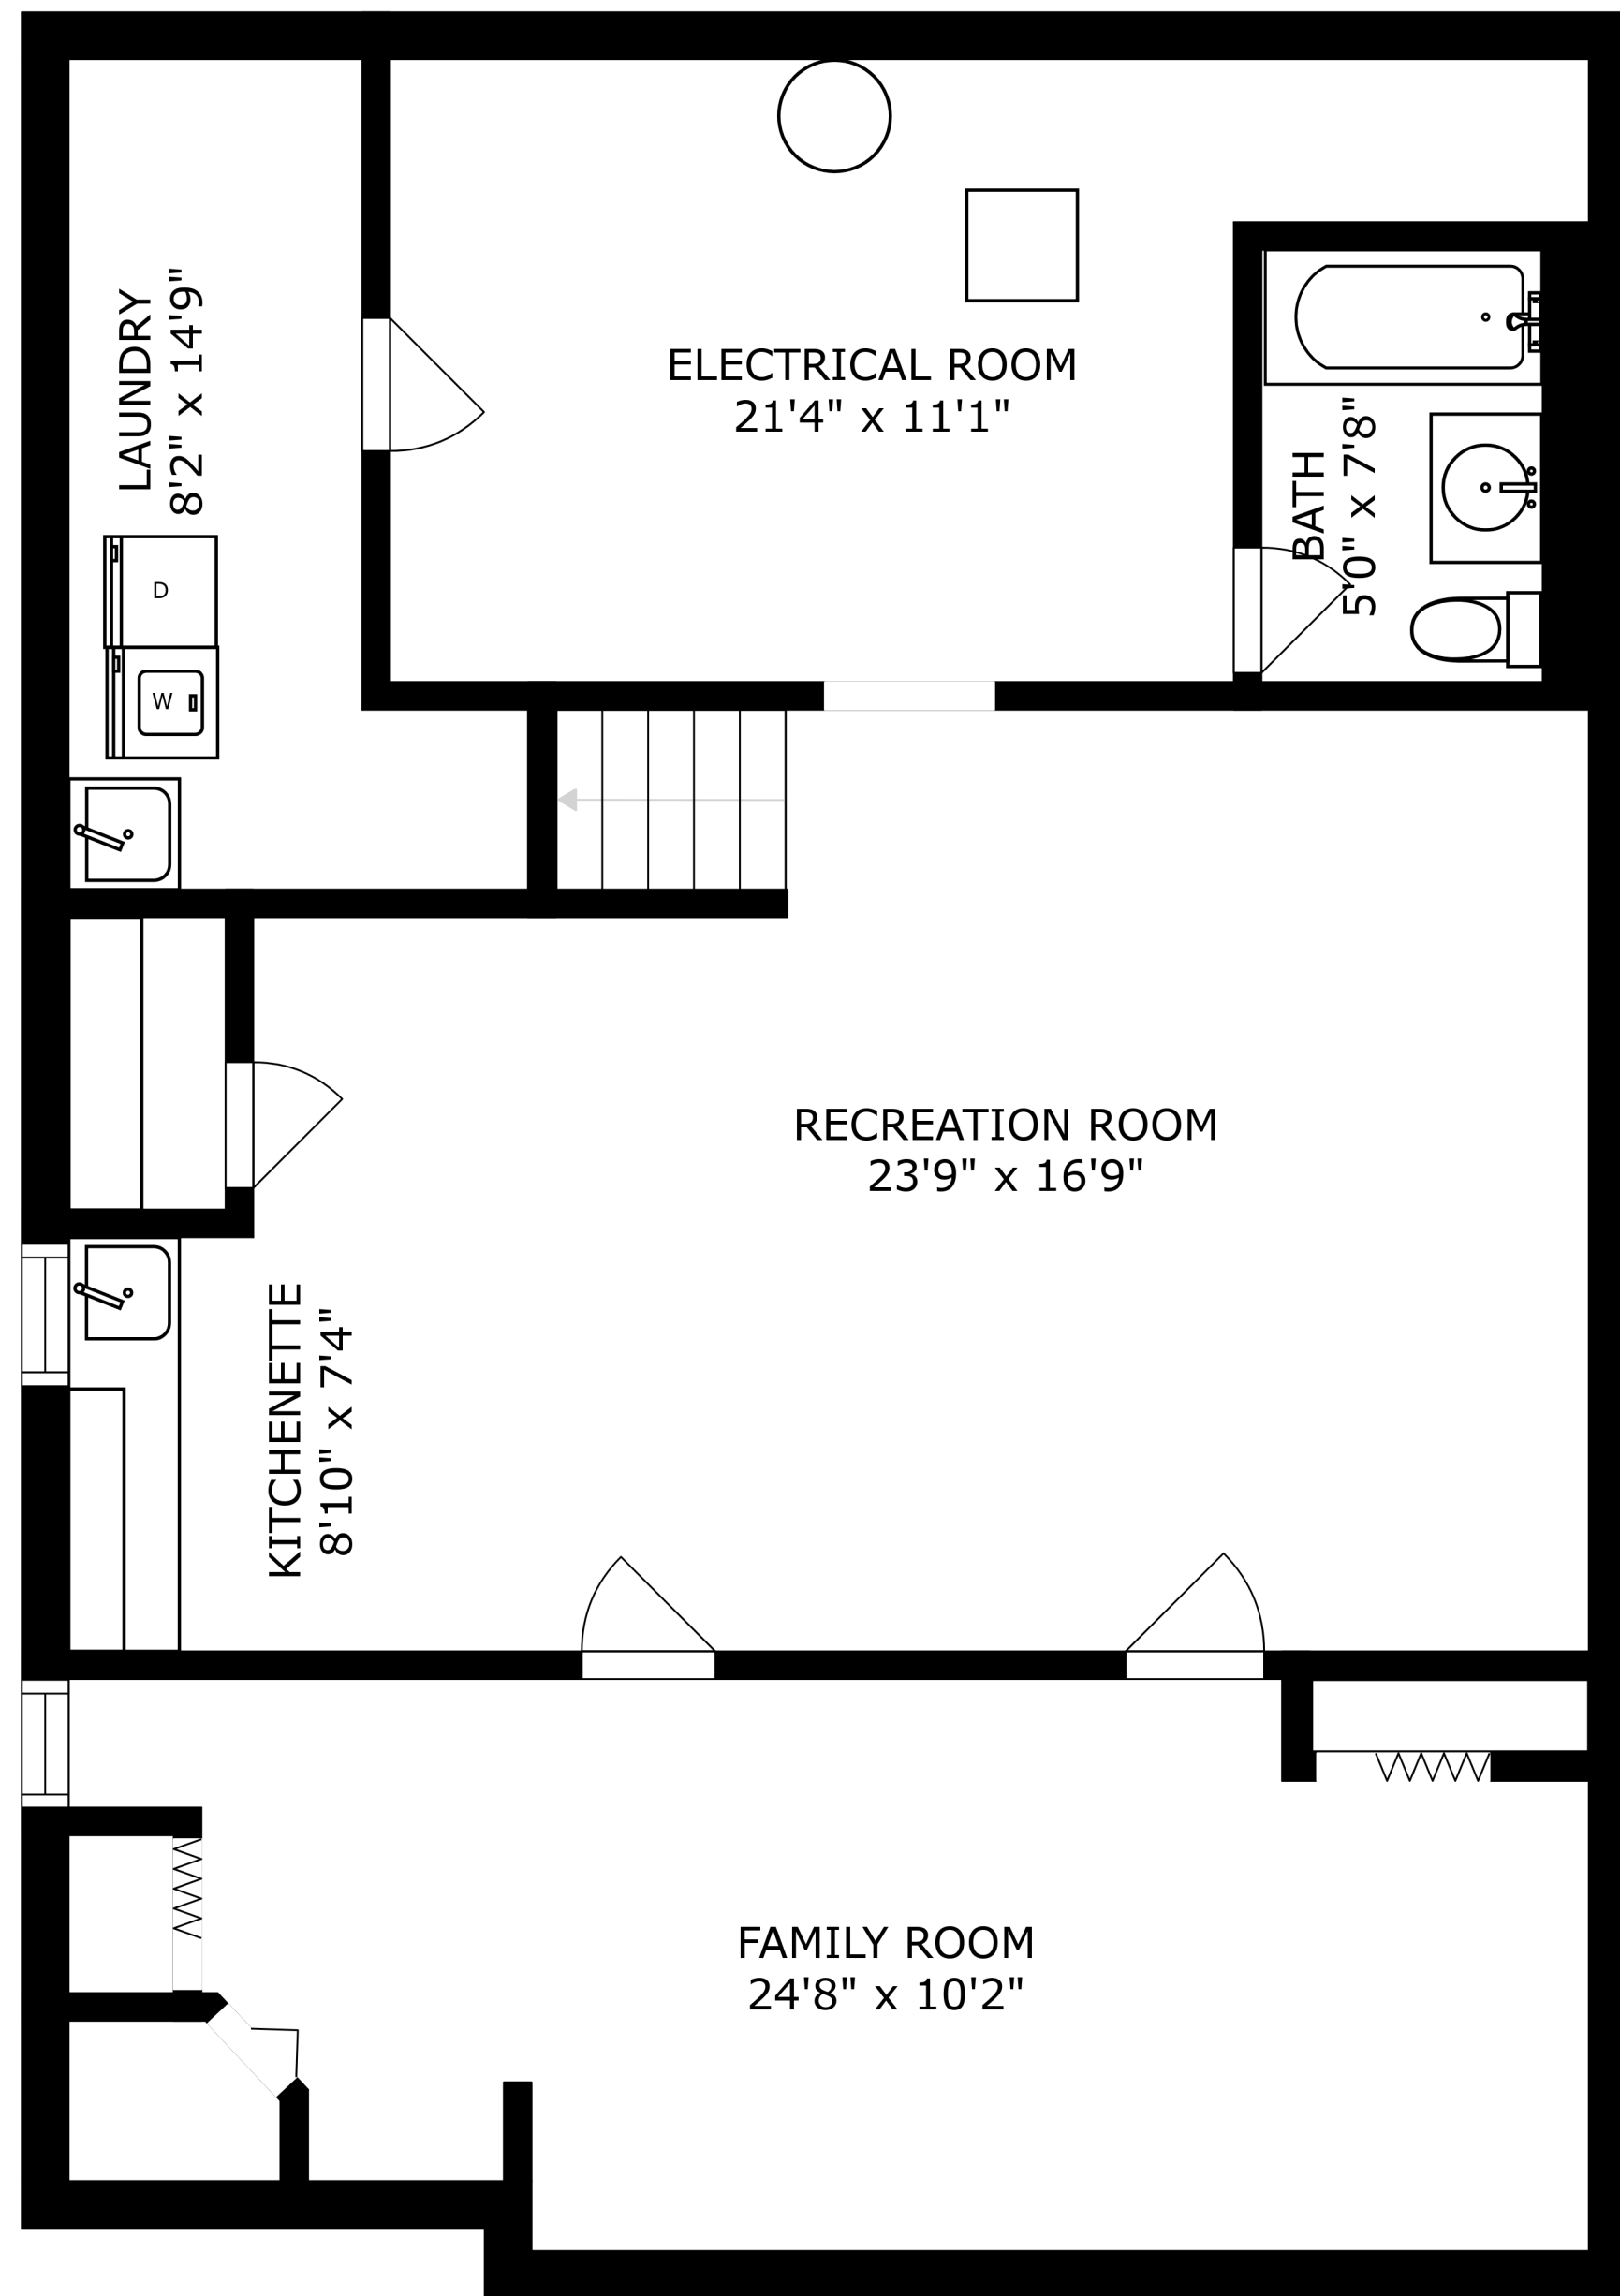 LAUNDRY
8'2" x 14'9"
ELECTRICAL ROOM
21'4" x 11'1"
BATH
5'0" x 7'8"
D
W
RECREATION ROOM
23'9" x 16'9"
KITCHENETTE
8'10" x 7'4"
FAMILY ROOM
24'8" x 10'2"